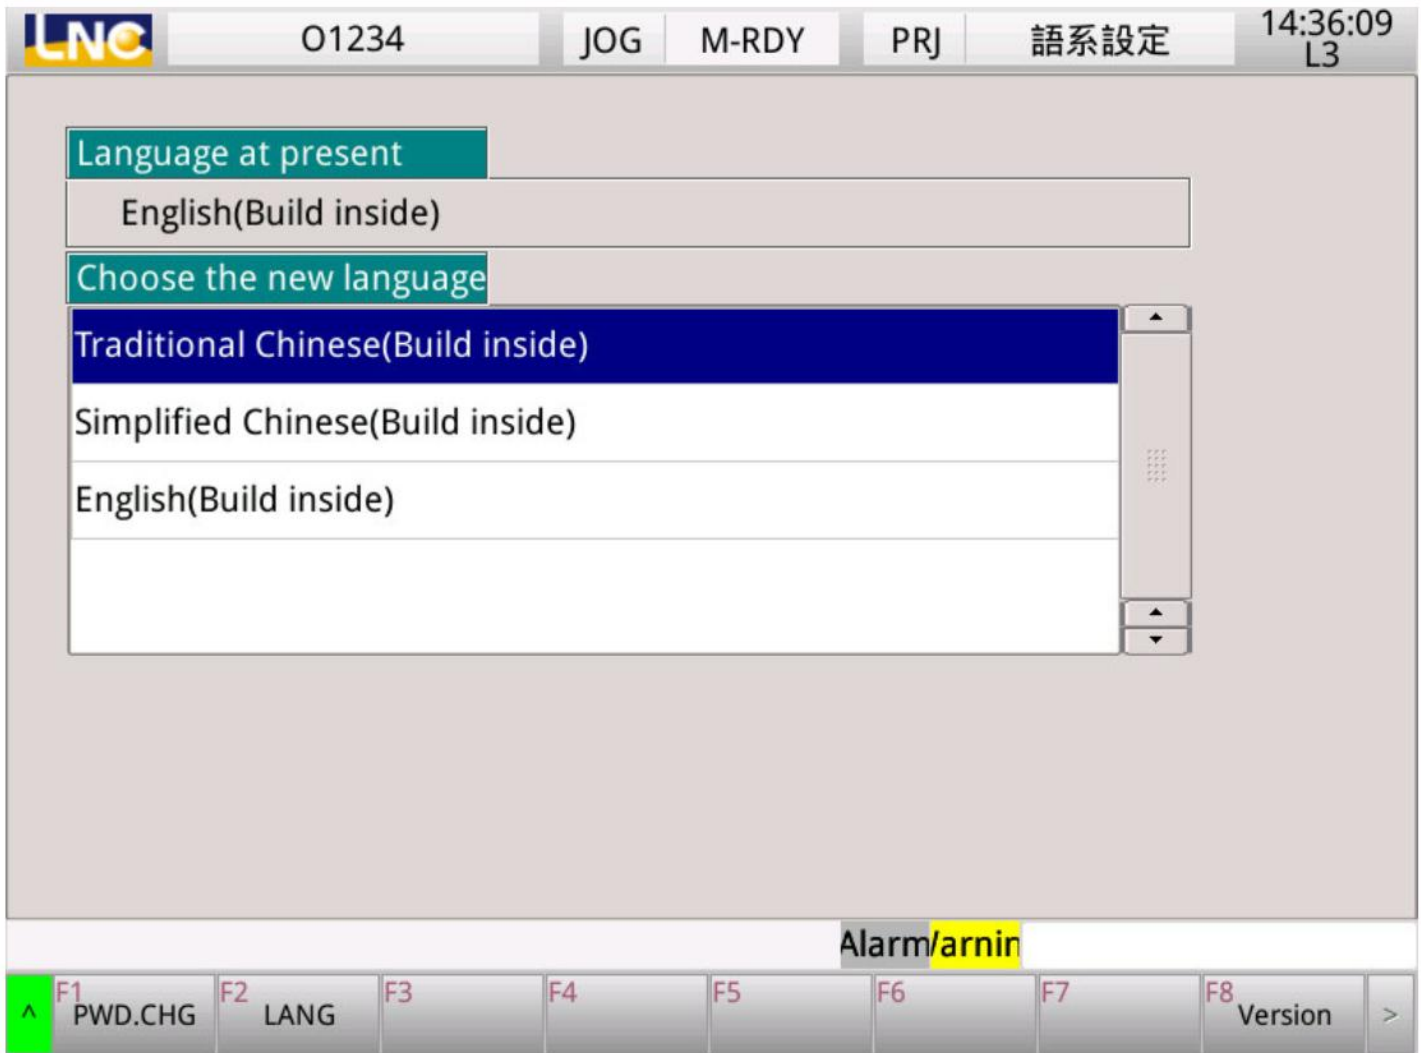 LNC O1234 JOG M-RDY PRJ 語系設定 14:36:09
L3
Language at present
English(Build inside)
Choose the new language
Traditional Chinese(Build inside)
Simplified Chinese(Build inside)
English(Build inside)
Alarm /arnin
^ F1 PWD.CHG F2 LANG F3 F4 F5 F6 F7 F8 Version >